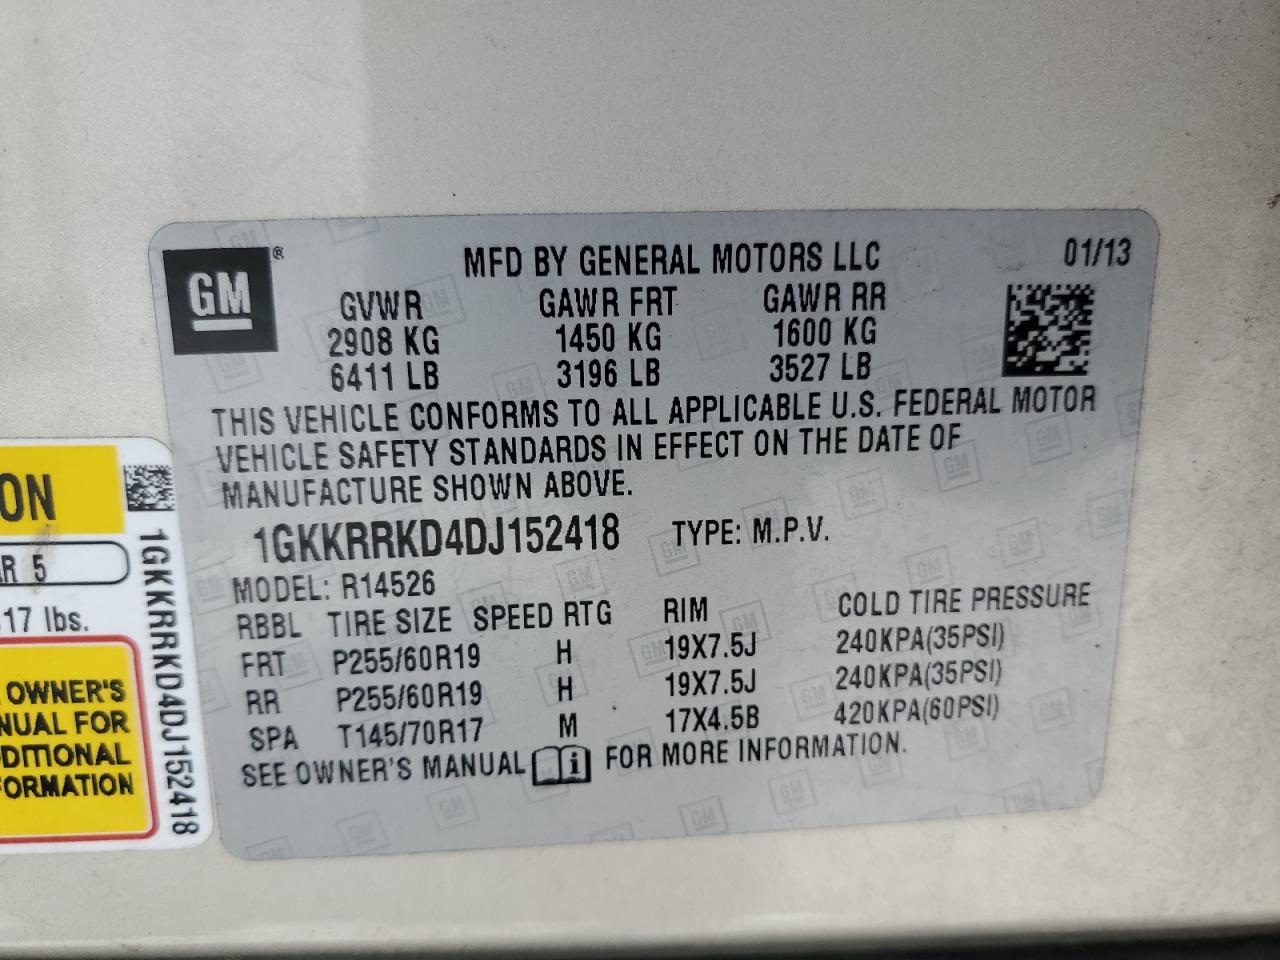 GM ®
MFD BY GENERAL MOTORS LLC 01/13
GVWR GAWR FRT GAWR RR
2908 KG 1450 KG 1600 KG
6411 LB 3196 LB 3527 LB
THIS VEHICLE CONFORMS TO ALL APPLICABLE U.S. FEDERAL MOTOR
VEHICLE SAFETY STANDARDS IN EFFECT ON THE DATE OF
MANUFACTURE SHOWN ABOVE.
1GKKRRKD4DJ152418 TYPE: M.P.V.
MODEL: R14526
RBBL TIRE SIZE SPEED RTG RIM COLD TIRE PRESSURE
FRT P255/60R19 H 19X7.5J 240KPA(35PSI)
RR P255/60R19 H 19X7.5J 240KPA(35PSI)
SPA T145/70R17 M 17X4.5B 420KPA(60PSI)
SEE OWNER'S MANUAL i FOR MORE INFORMATION.
ON
R 5
17 lbs.
OWNER'S
NUAL FOR
DITIONAL
FORMATION
1GKKRRKD4DJ152418